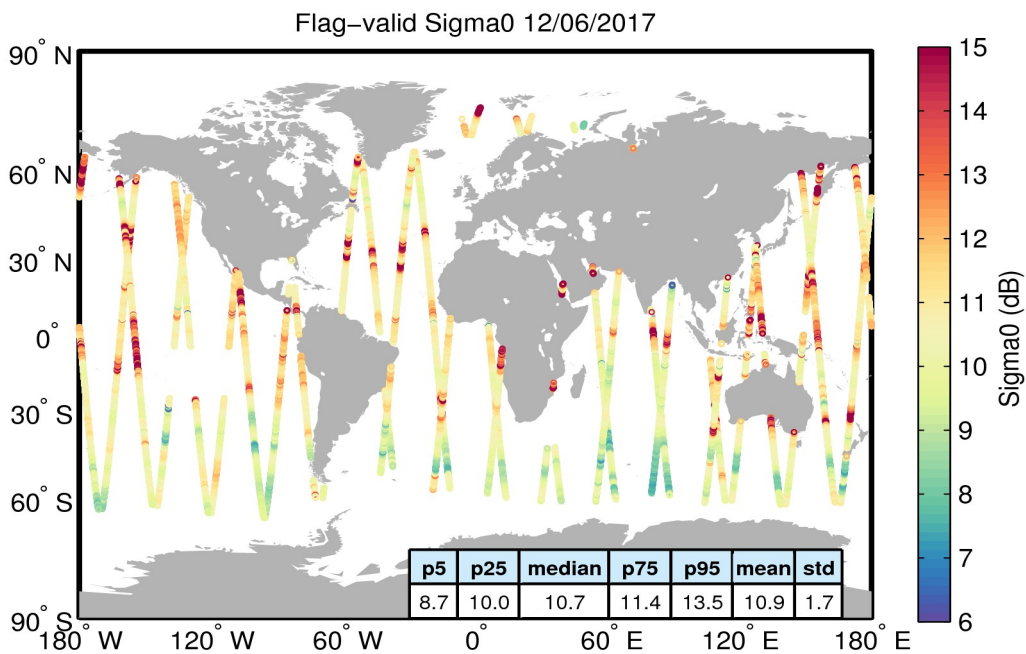 Flag-valid Sigma0 12/06/2017
90° N
60° N
30° N
0°
30° S
60° S
90° S
180° W
120° W
60° W
0°
60° E
120° E
180° E
p5 p25 median p75 p95 mean std
8.7 10.0 10.7 11.4 13.5 10.9 1.7
15
14
13
12
11
10
9
8
7
6
Sigma0 (dB)